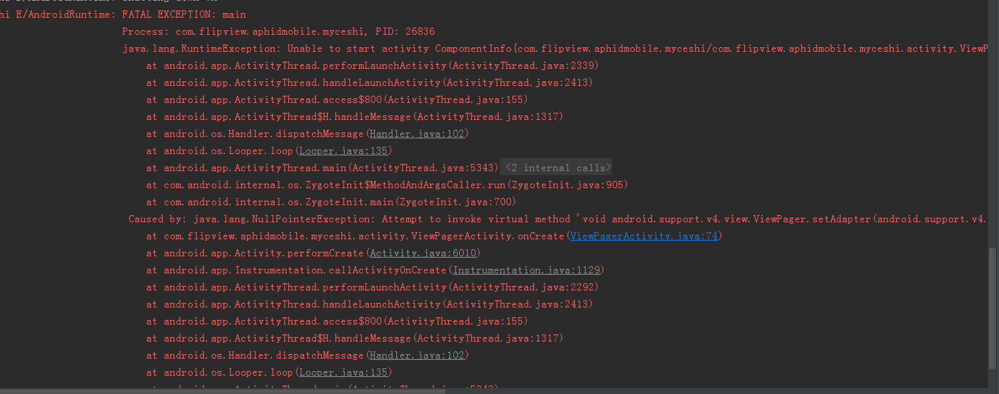 hi E/AndroidRuntime: FATAL EXCEPTION: main
Process: com.flipview.aphidmobile.myceshi, PID: 26836
java.lang.RuntimeException: Unable to start activity ComponentInfo{com.flipview.aphidmobile.myceshi/com.flipview.aphidmobile.myceshi.activity.ViewP
at android.app.ActivityThread.performLaunchActivity(ActivityThread.java:2339)
at android.app.ActivityThread.handleLaunchActivity(ActivityThread.java:2413)
at android.app.ActivityThread.access$800(ActivityThread.java:155)
at android.app.ActivityThread$H.handleMessage(ActivityThread.java:1317)
at android.os.Handler.dispatchMessage(Handler.java:102)
at android.os.Looper.loop(Looper.java:135)
at android.app.ActivityThread.main(ActivityThread.java:5343) <2 internal calls>
at com.android.internal.os.ZygoteInit$MethodAndArgsCaller.run(ZygoteInit.java:905)
at com.android.internal.os.ZygoteInit.main(ZygoteInit.java:700)
Caused by: java.lang.NullPointerException: Attempt to invoke virtual method 'void android.support.v4.view.ViewPager.setAdapter(android.support.v4.
at com.flipview.aphidmobile.myceshi.activity.ViewPagerActivity.onCreate(ViewPagerActivity.java:74)
at android.app.Activity.performCreate(Activity.java:6010)
at android.app.Instrumentation.callActivityOnCreate(Instrumentation.java:1129)
at android.app.ActivityThread.performLaunchActivity(ActivityThread.java:2292)
at android.app.ActivityThread.handleLaunchActivity(ActivityThread.java:2413)
at android.app.ActivityThread.access$800(ActivityThread.java:155)
at android.app.ActivityThread$H.handleMessage(ActivityThread.java:1317)
at android.os.Handler.dispatchMessage(Handler.java:102)
at android.os.Looper.loop(Looper.java:135)